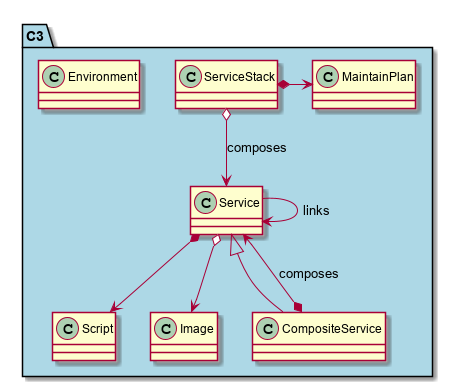 C3
C Environment
C ServiceStack
C MaintainPlan
composes
C Service
links
composes
C Script
C Image
C CompositeService